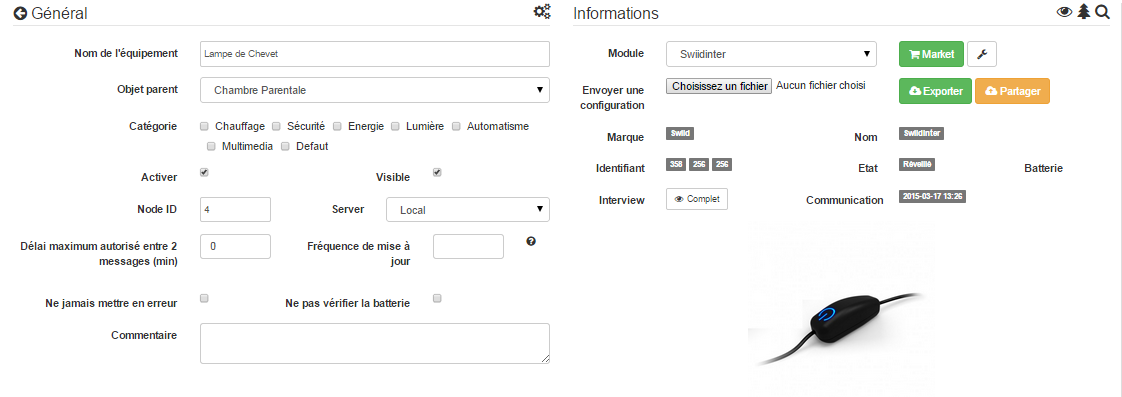 Général
Nom de l'équipement
Lampe de Chevet
Objet parent
Chambre Parentale
Catégorie
Chauffage Sécurité Energie Lumière Automatisme
Multimedia Defaut
Activer Visible
Node ID 4 Server Local
Délai maximum autorisé entre 2
messages (min)
0
Fréquence de mise à
jour
Ne jamais mettre en erreur Ne pas vérifier la batterie
Commentaire
Informations
Module Swiidinter Market
Envoyer une
configuration
Choisissez un fichier Aucun fichier choisi Exporter Partager
Marque Swiid Nom SwiidInter
Identifiant 358 256 256 Etat Réveillé Batterie
Interview Complet Communication 2015-03-17 13:26